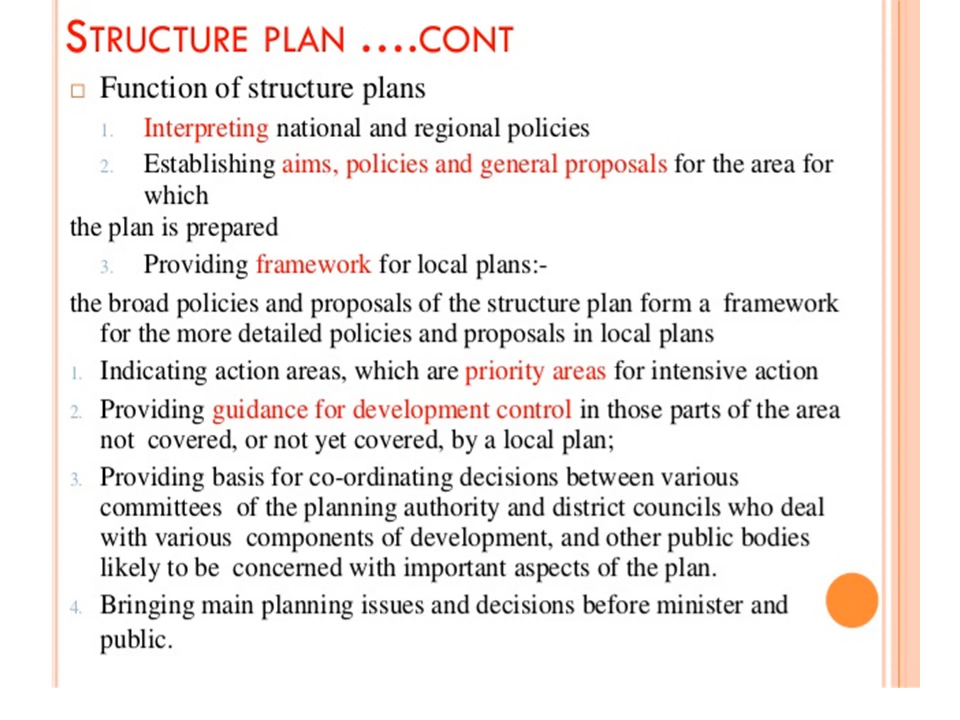 STRUCTURE PLAN ....CONT
□ Function of structure plans
1. Interpreting national and regional policies
2. Establishing aims, policies and general proposals for the area for
which
the plan is prepared
3. Providing framework for local plans:-
the broad policies and proposals of the structure plan form a framework
for the more detailed policies and proposals in local plans
1. Indicating action areas, which are priority areas for intensive action
2. Providing guidance for development control in those parts of the area
not covered, or not yet covered, by a local plan;
3. Providing basis for co-ordinating decisions between various
committees of the planning authority and district councils who deal
with various components of development, and other public bodies
likely to be concerned with important aspects of the plan.
4. Bringing main planning issues and decisions before minister and
public.